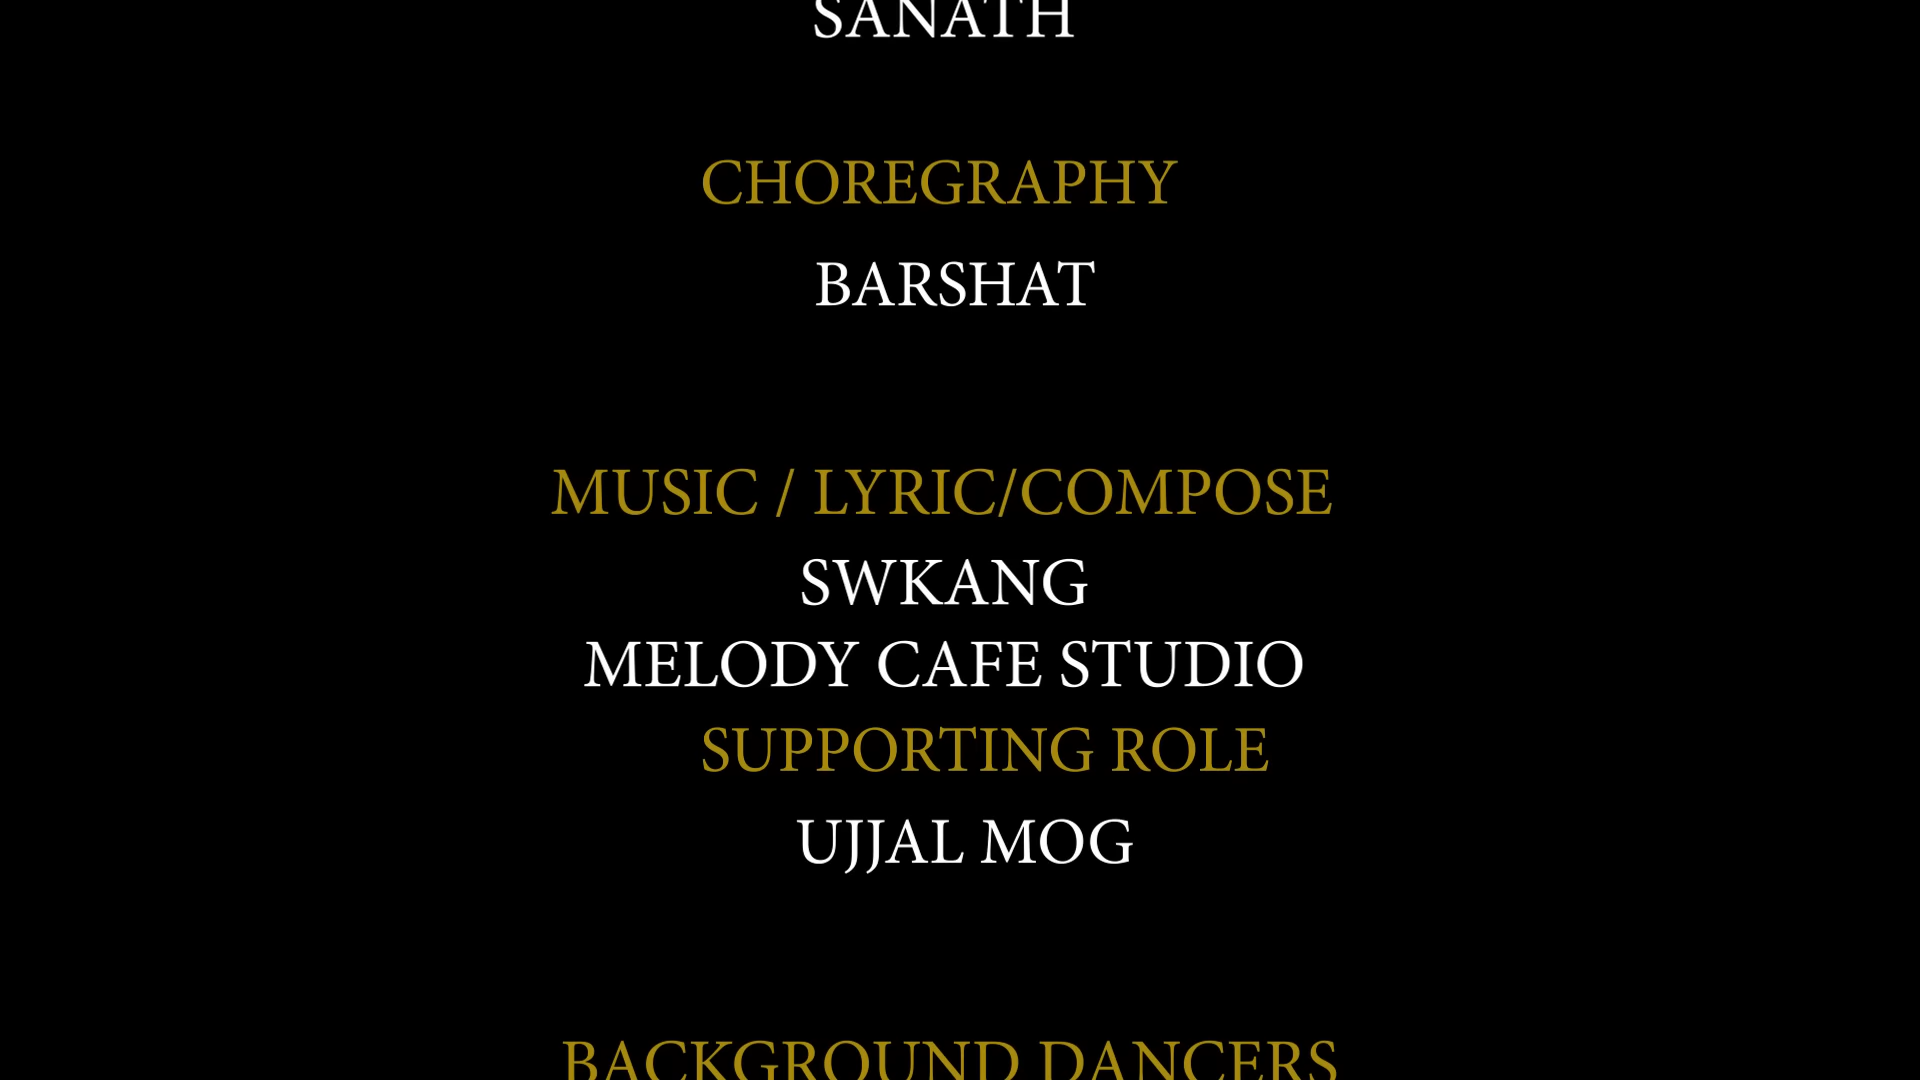 SANATH
CHOREGRAPHY
BARSHAT
MUSIC / LYRIC/COMPOSE
SWKANG
MELODY CAFE STUDIO
SUPPORTING ROLE
UJJAL MOG
BACKGROUND DANCERS